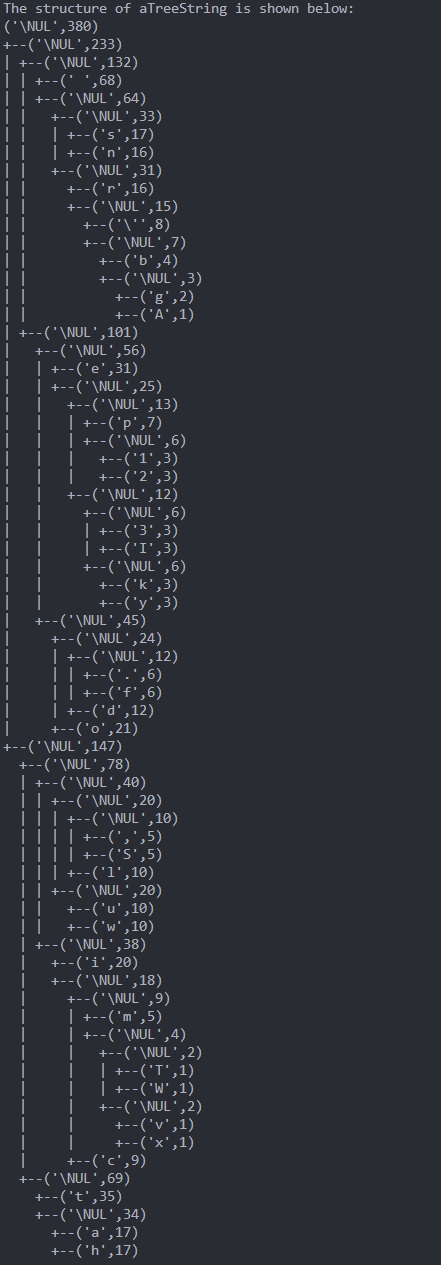 The structure of aTreeString is shown below:
('\NUL',380)
+--('\NUL',233)
| +--('\NUL',132)
| | +--(' ',68)
| | +--('\NUL',64)
| |   +--('\NUL',33)
| |   | +--('s',17)
| |   | +--('n',16)
| |   +--('\NUL',31)
| |     +--('r',16)
| |     +--('\NUL',15)
| |       +--('\'',8)
| |       +--('\NUL',7)
| |         +--('b',4)
| |         +--('\NUL',3)
| |           +--('g',2)
| |           +--('A',1)
| +--('\NUL',101)
|   +--('\NUL',56)
|   | +--('e',31)
|   | +--('\NUL',25)
|   |   +--('\NUL',13)
|   |   | +--('p',7)
|   |   | +--('\NUL',6)
|   |   |   +--('1',3)
|   |   |   +--('2',3)
|   |   +--('\NUL',12)
|   |     +--('\NUL',6)
|   |     | +--('3',3)
|   |     | +--('I',3)
|   |     +--('\NUL',6)
|   |       +--('k',3)
|   |       +--('y',3)
|   +--('\NUL',45)
|     +--('\NUL',24)
|     | +--('\NUL',12)
|     | | +--('.',6)
|     | | +--('f',6)
|     | +--('d',12)
|     +--('o',21)
+--('\NUL',147)
  +--('\NUL',78)
  | +--('\NUL',40)
  | | +--('\NUL',20)
  | | | +--('\NUL',10)
  | | | | +--(',',5)
  | | | | +--('S',5)
  | | | +--('l',10)
  | | +--('\NUL',20)
  | |   +--('u',10)
  | |   +--('w',10)
  | +--('\NUL',38)
  |   +--('i',20)
  |   +--('\NUL',18)
  |     +--('\NUL',9)
  |     | +--('m',5)
  |     | +--('\NUL',4)
  |     |   +--('\NUL',2)
  |     |   | +--('T',1)
  |     |   | +--('W',1)
  |     |   +--('\NUL',2)
  |     |     +--('v',1)
  |     |     +--('x',1)
  |     +--('c',9)
  +--('\NUL',69)
    +--('t',35)
    +--('\NUL',34)
      +--('a',17)
      +--('h',17)